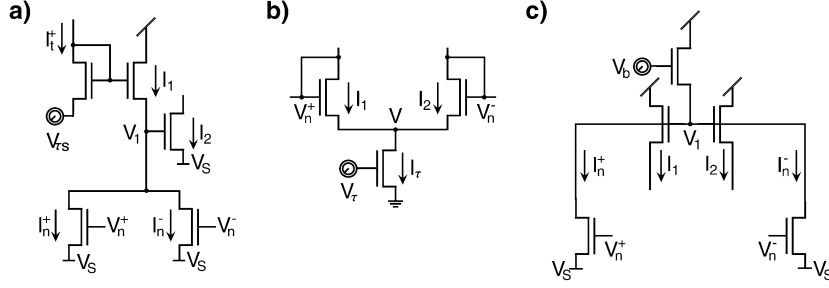 a)
I_t^+
I_1
V_τs
V_1
I_2
V_S
I_n^+
V_n^+
I_n^-
V_n^-
V_S
V_S
b)
V_n^+
I_1
V
I_2
V_n^-
V_τ
I_τ
c)
V_b
V_1
I_n^+
I_1
I_2
I_n^-
V_n^+
V_n^-
V_S
V_S